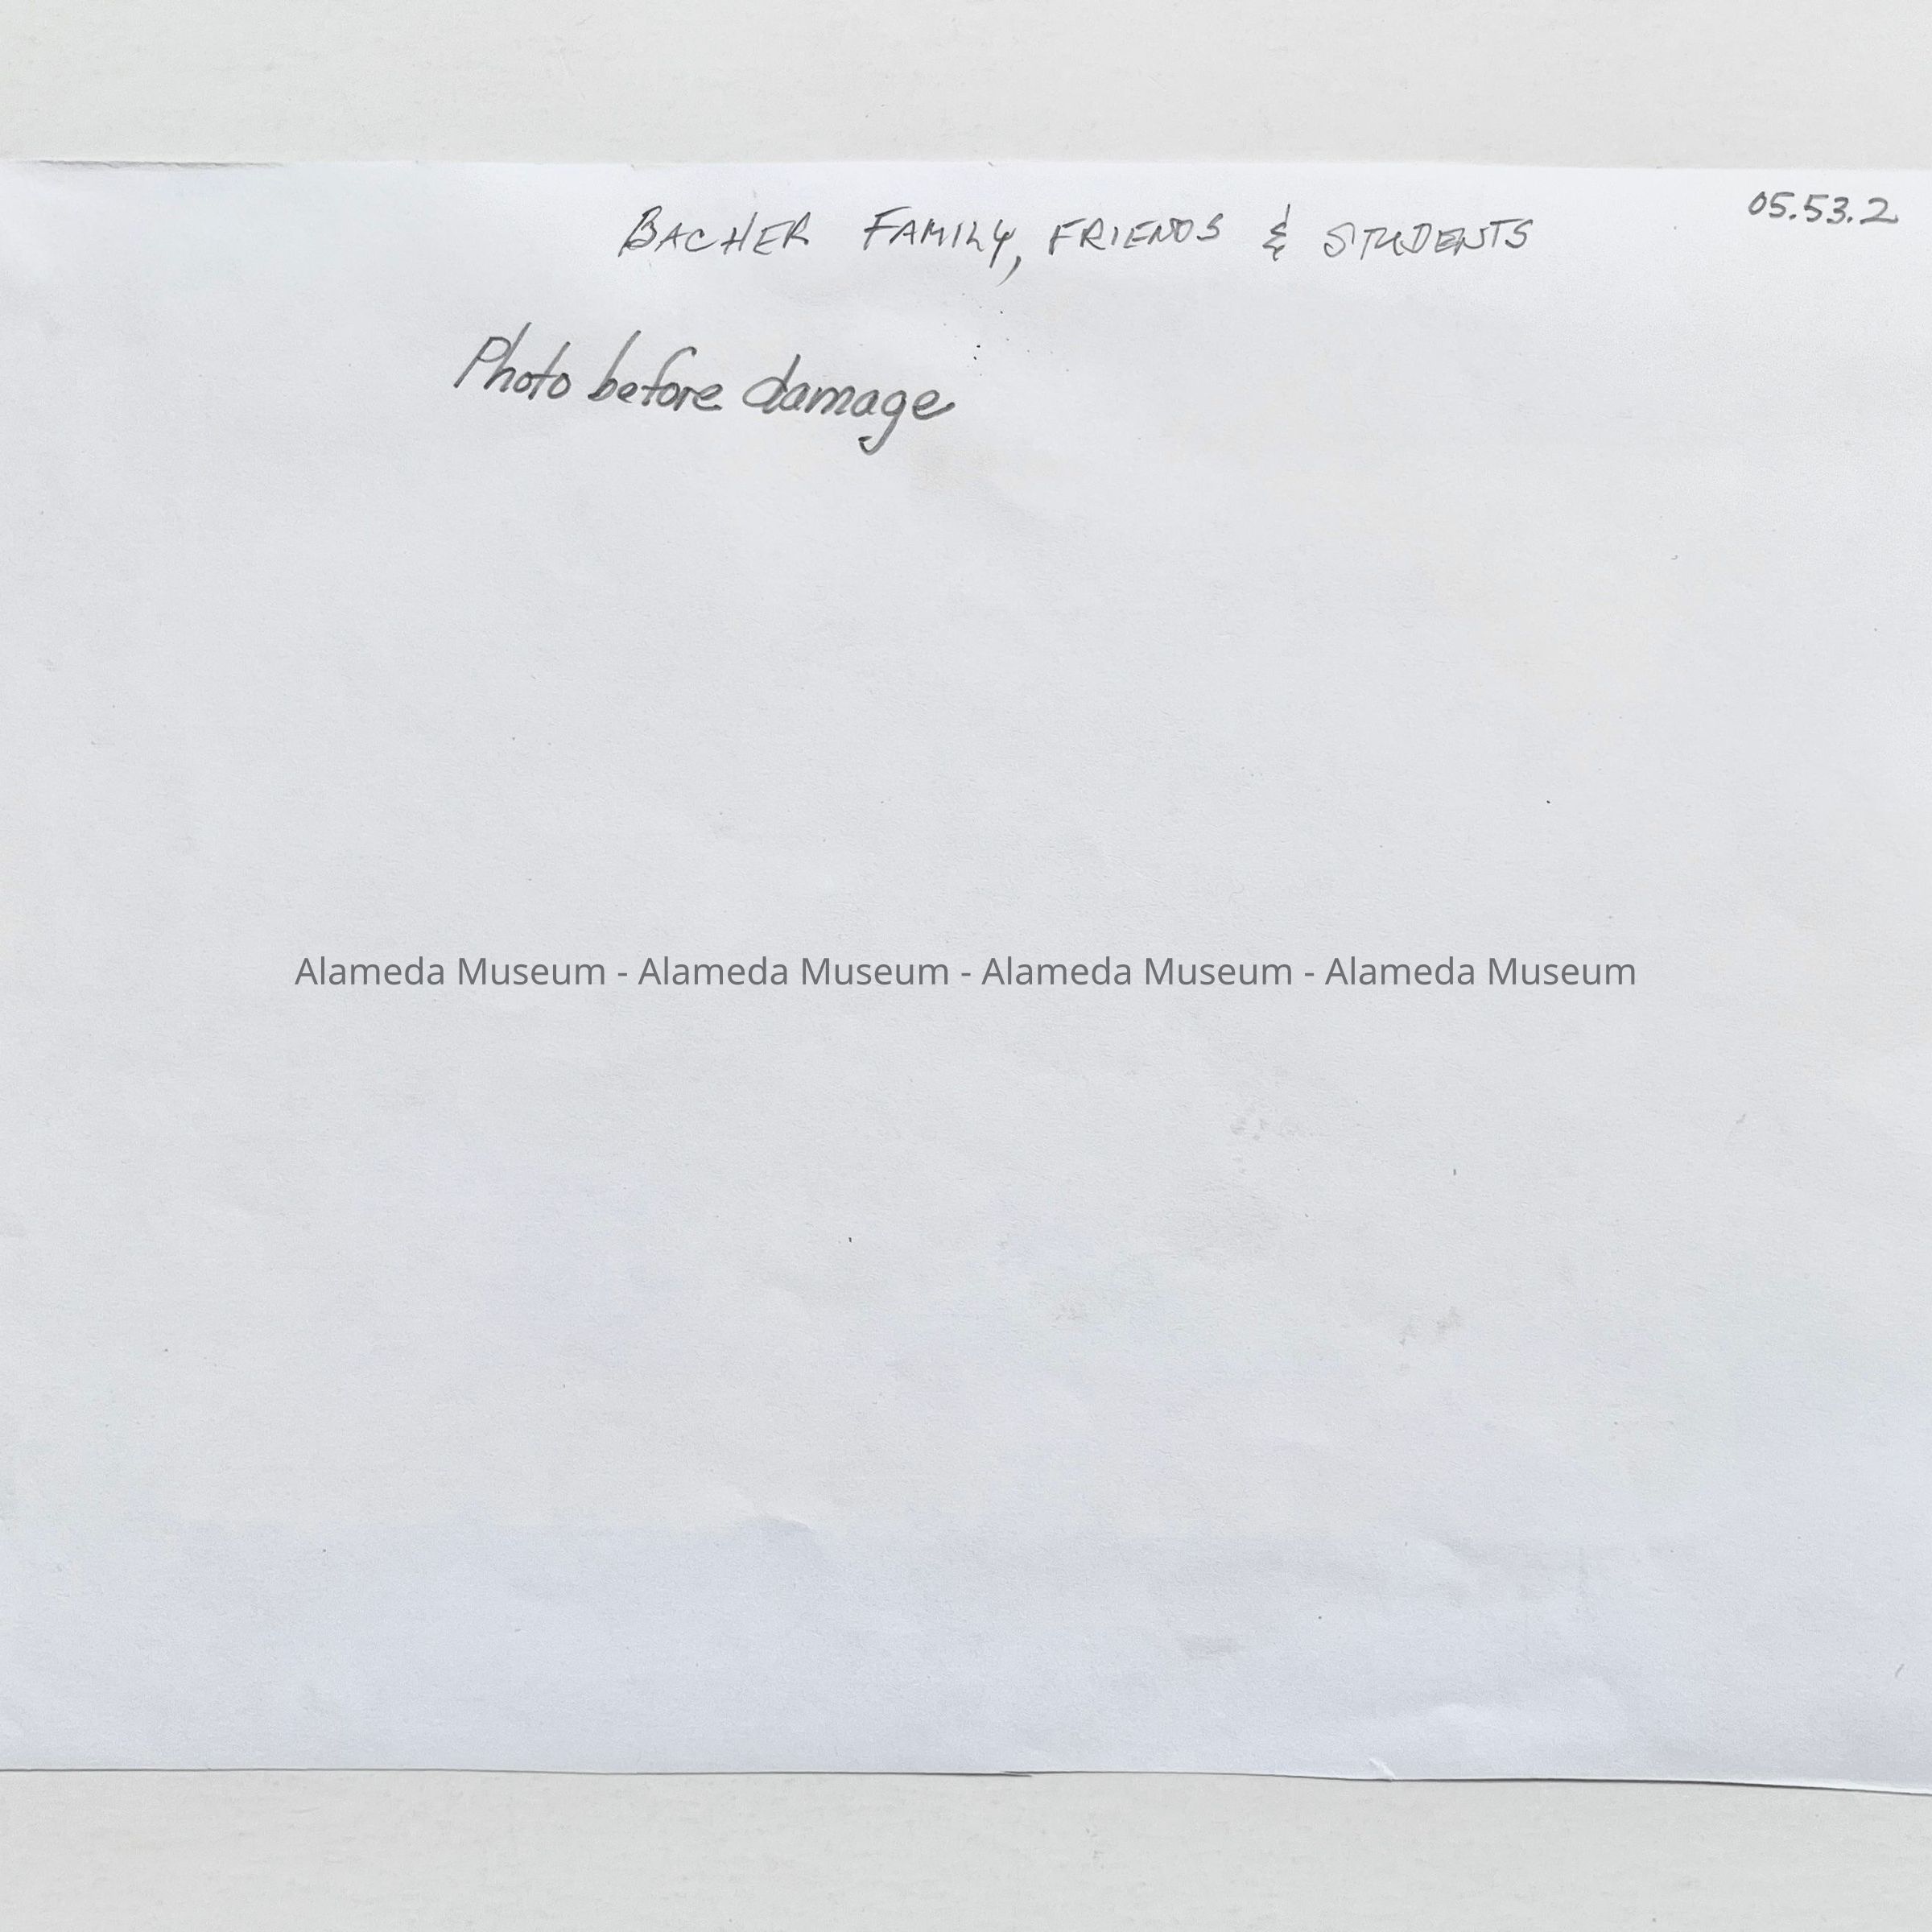 05.53.2
BACHER FAMILY, FRIENDS & STUDENTS
Photo before damage
Alameda Museum - Alameda Museum - Alameda Museum - Alameda Museum